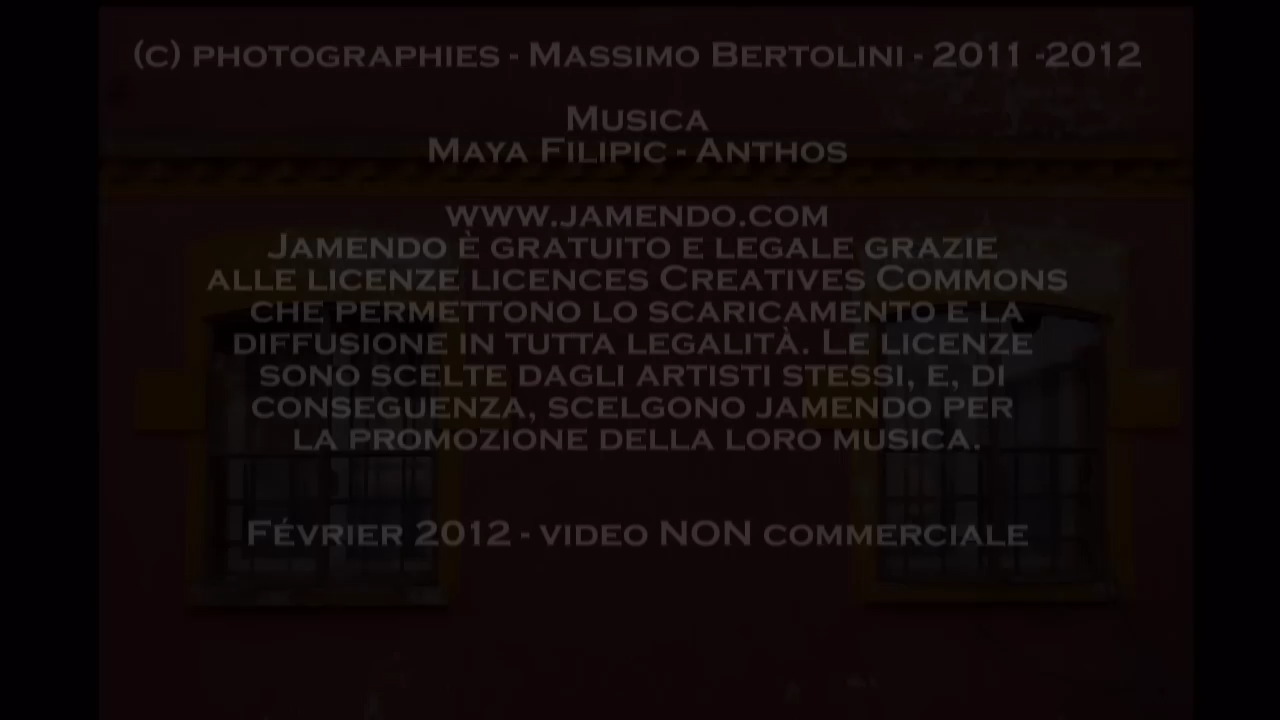 (c) photographies - Massimo Bertolini - 2011 -2012
Musica
Maya Filipic - Anthos
www.jamendo.com
Jamendo è gratuito e legale grazie
alle licenze licences Creatives Commons
che permettono lo scaricamento e la
diffusione in tutta legalità. Le licenze
sono scelte dagli artisti stessi, e, di
conseguenza, scelgono jamendo per
la promozione della loro musica.
Février 2012 - video NON commerciale